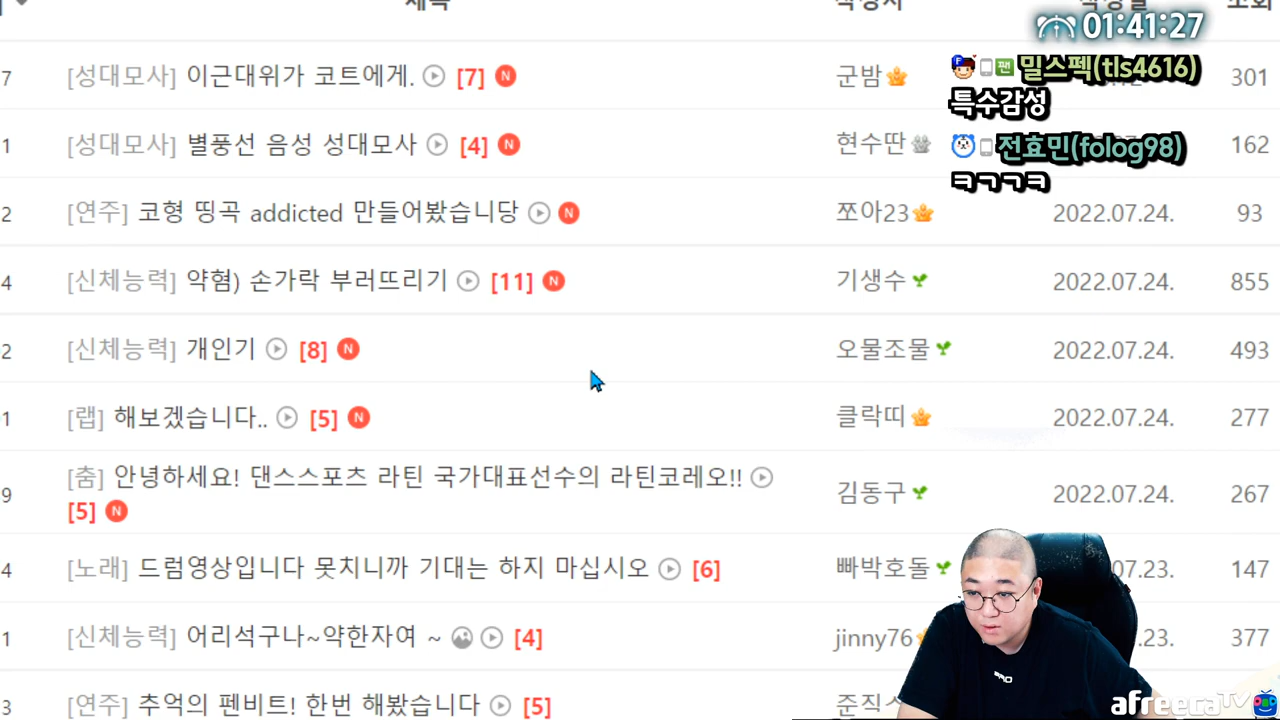 01:41:27
7 [성대모사] 이근대위가 코트에게. [7] N 군밤 301
팬 밀스펙(tls4616)
특수감성
1 [성대모사] 별풍선 음성 성대모사 [4] N 현수딴 162
전효민(folog98)
ㅋㄱㄱㅋ
2 [연주] 코형 띵곡 addicted 만들어봤습니당 N 쪼아23 2022.07.24. 93
4 [신체능력] 약혐) 손가락 부러뜨리기 [11] N 기생수 2022.07.24. 855
2 [신체능력] 개인기 [8] N 오물조물 2022.07.24. 493
1 [랩] 해보겠습니다.. [5] N 클락띠 2022.07.24. 277
9 [춤] 안녕하세요! 댄스스포츠 라틴 국가대표선수의 라틴코레오!! 김동구 2022.07.24. 267
[5] N
4 [노래] 드럼영상입니다 못치니까 기대는 하지 마십시오 [6] 빠박호돌 07.23. 147
1 [신체능력] 어리석구나~약한자여 ~ [4] jinny76 .23. 377
3 [연주] 추억의 펜비트! 한번 해봤습니다 [5] 준직스
afreecaTV